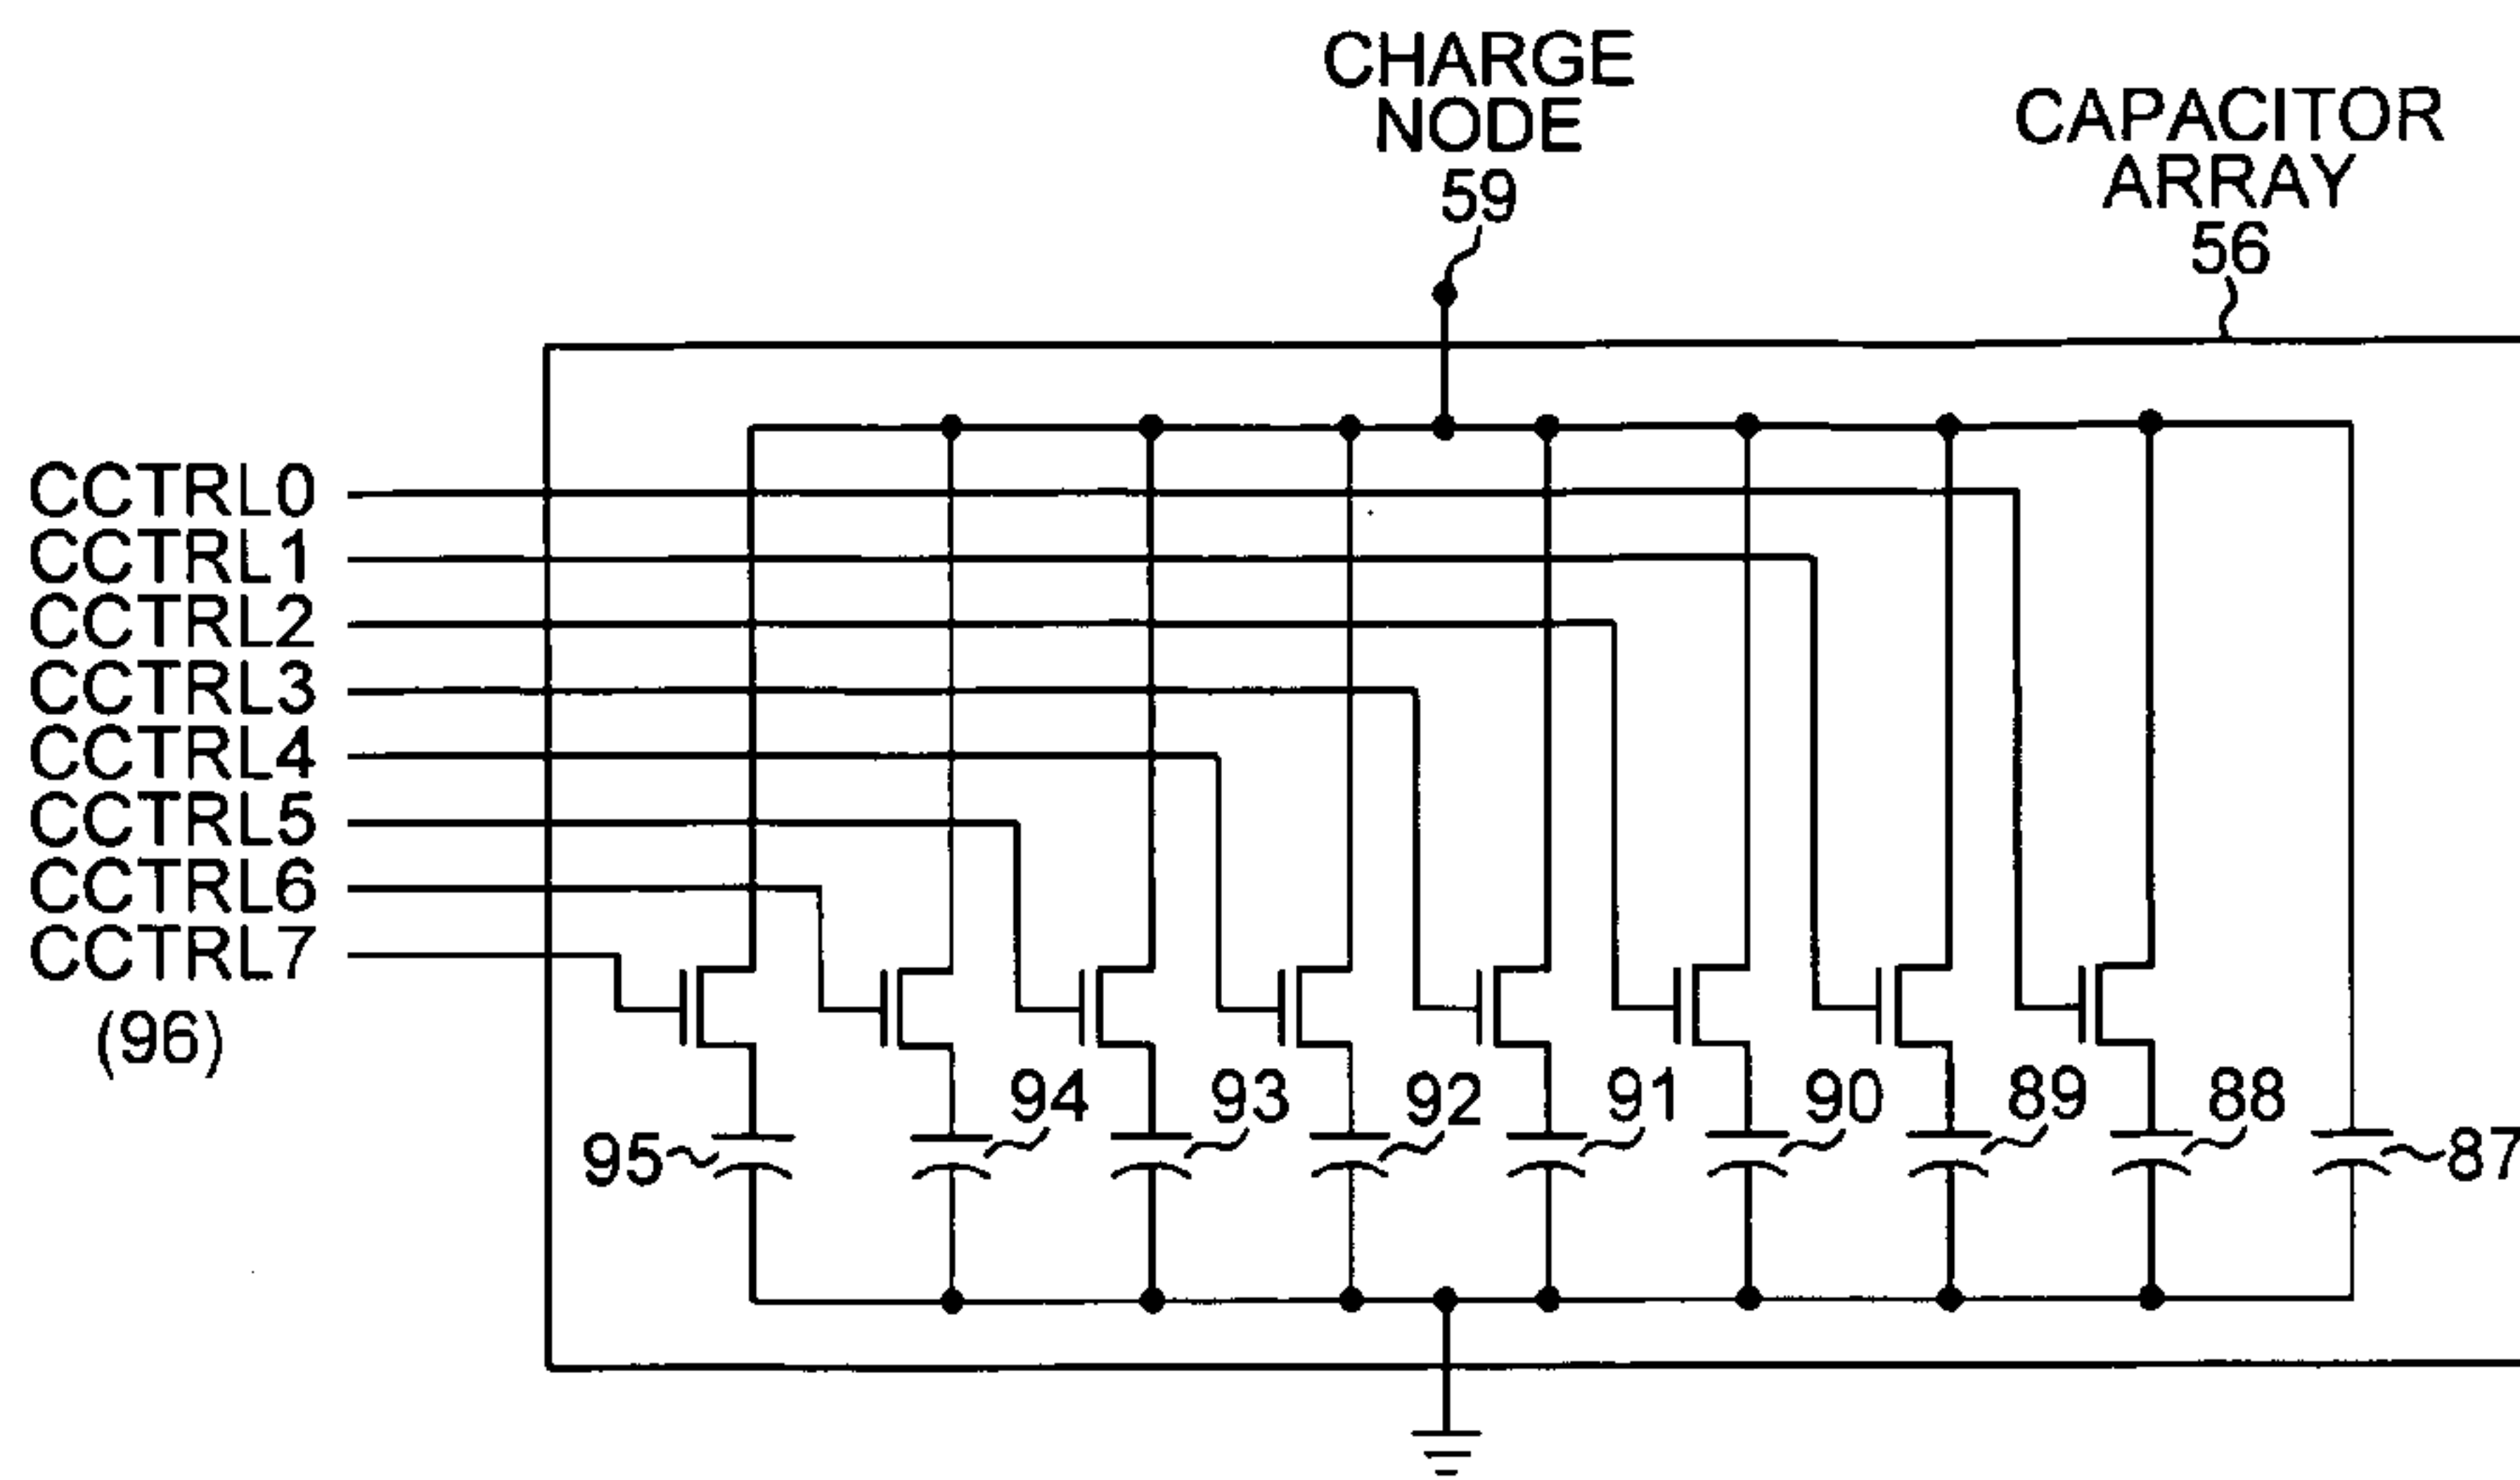 CHARGE
NODE
59
CAPACITOR
ARRAY
56
CCTRL0
CCTRL1
CCTRL2
CCTRL3
CCTRL4
CCTRL5
CCTRL6
CCTRL7
(96)
95
94
93
92
91
90
89
88
87